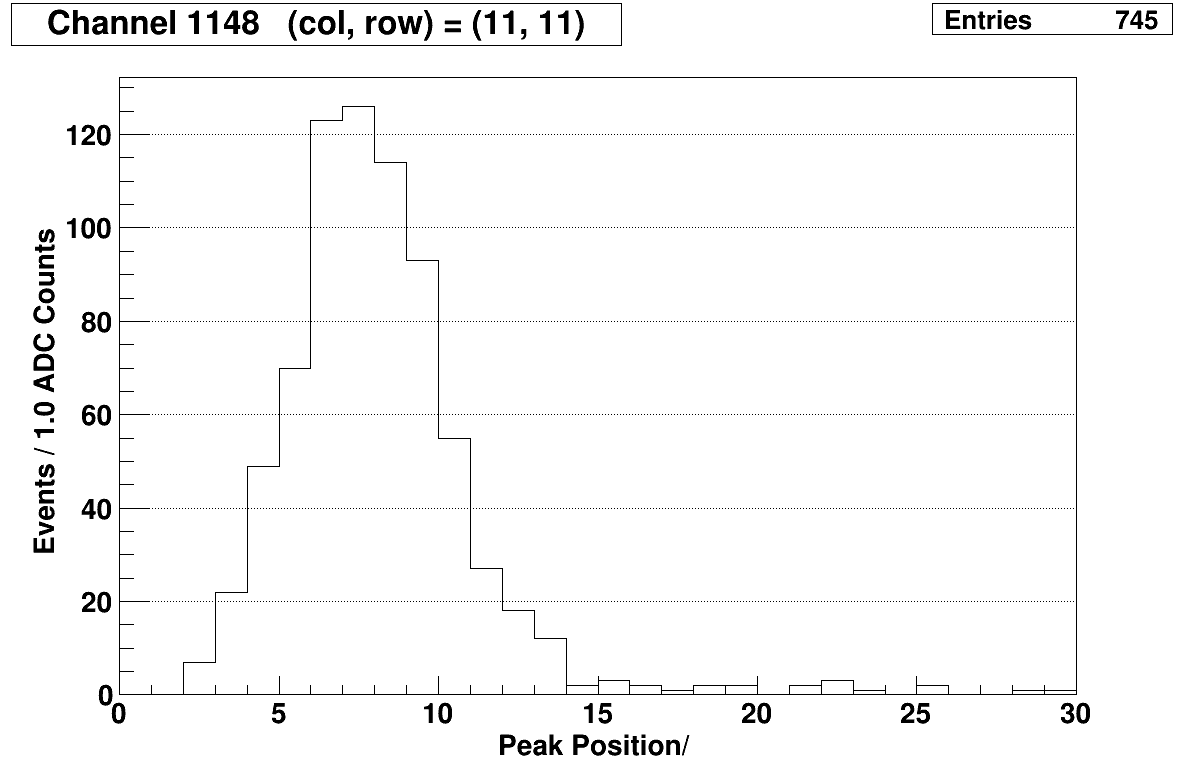 Channel 1148 (col, row) = (11, 11)
Entries 745
Events / 1.0 ADC Counts
120
100
80
60
40
20
0
0 5 10 15 20 25 30
Peak Position/